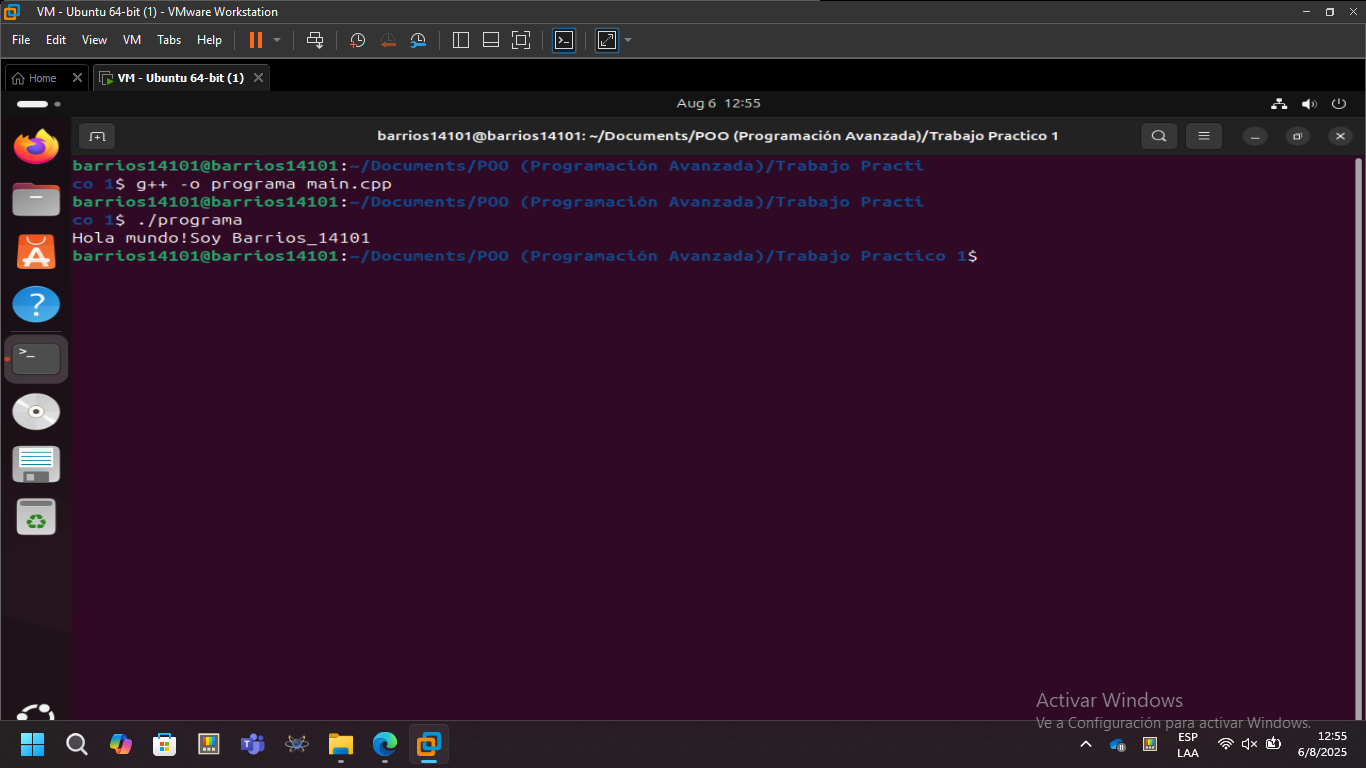 VM - Ubuntu 64-bit (1) - VMware Workstation
File Edit View VM Tabs Help
Home
VM - Ubuntu 64-bit (1)
Aug 6 12:55
barrios14101@barrios14101: ~/Documents/POO (Programación Avanzada)/Trabajo Practico 1
barrios14101@barrios14101:~/Documents/POO (Programación Avanzada)/Trabajo Practi
co 1$ g++ -o programa main.cpp
barrios14101@barrios14101:~/Documents/POO (Programación Avanzada)/Trabajo Practi
co 1$ ./programa
Hola mundo!Soy Barrios_14101
barrios14101@barrios14101:~/Documents/POO (Programación Avanzada)/Trabajo Practico 1$
Activar Windows
Ve a Configuración para activar Windows.
ESP
LAA
12:55
6/8/2025